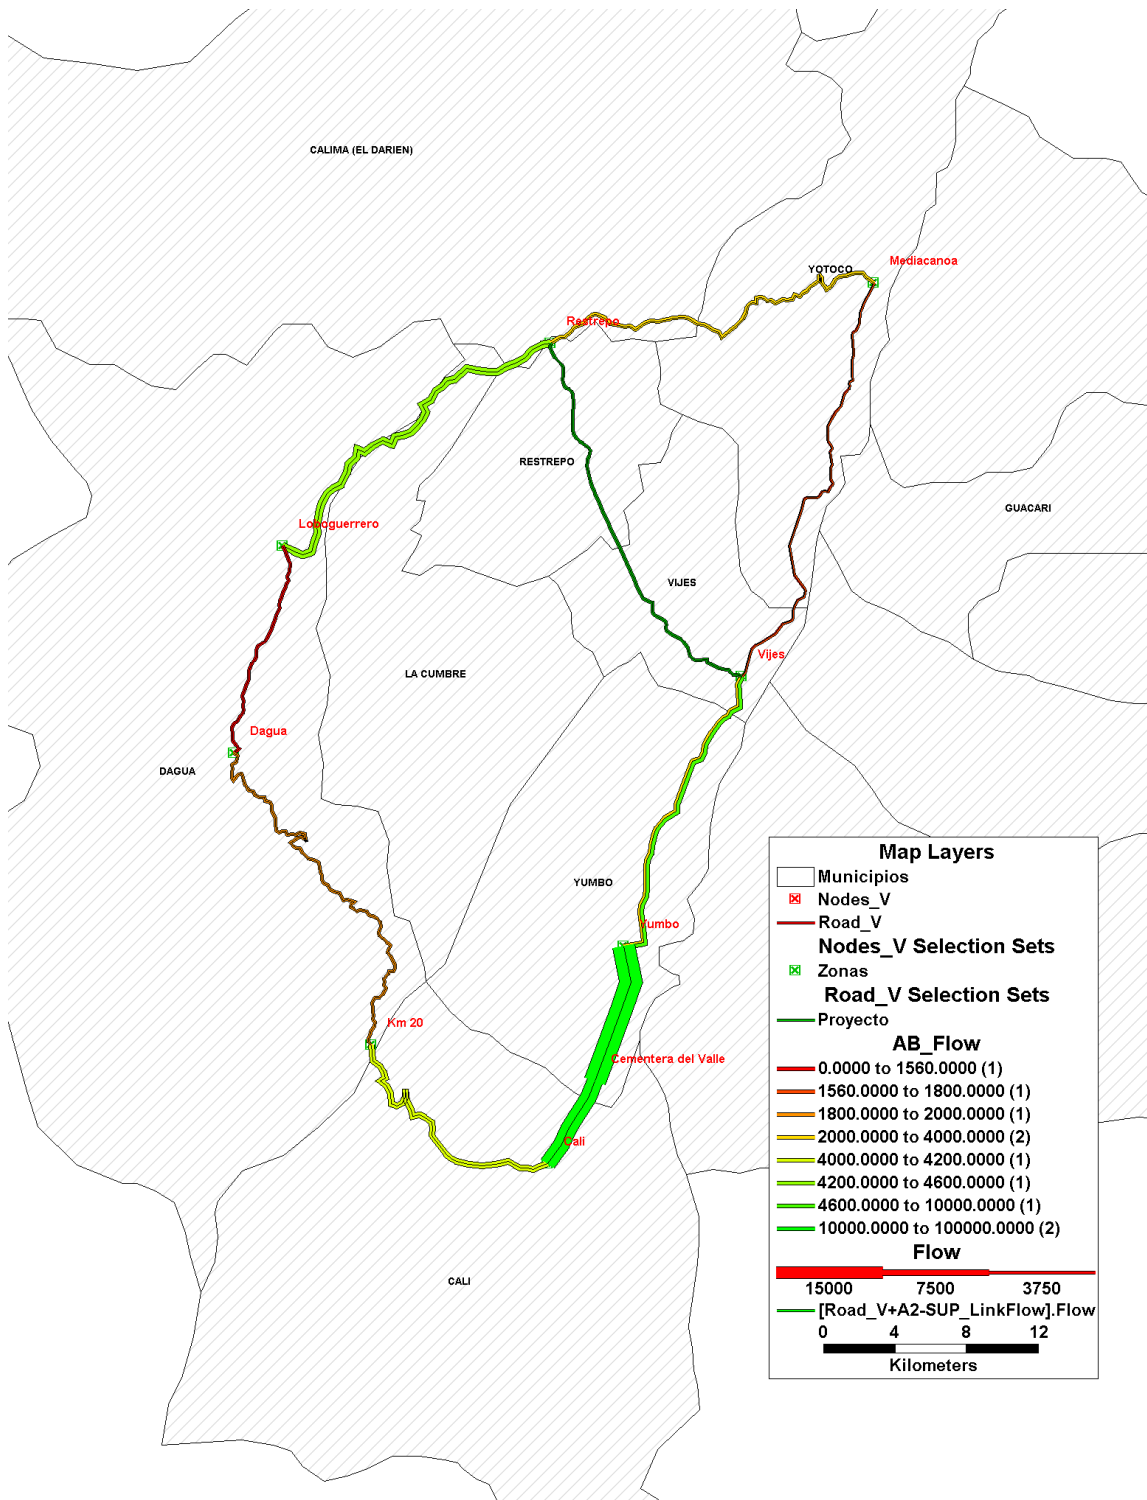 CALIMA (EL DARIEN)
Mediacanoa
YOTOCO
Restrepo
RESTREPO
GUACARI
Loboguerrero
VIJES
Vijes
LA CUMBRE
Dagua
DAGUA
YUMBO
Yumbo
Km 20
Cementera del Valle
Cali
CALI
Map Layers
Municipios
Nodes_V
Road_V
Nodes_V Selection Sets
Zonas
Road_V Selection Sets
Proyecto
AB_Flow
0.0000 to 1560.0000 (1)
1560.0000 to 1800.0000 (1)
1800.0000 to 2000.0000 (1)
2000.0000 to 4000.0000 (2)
4000.0000 to 4200.0000 (1)
4200.0000 to 4600.0000 (1)
4600.0000 to 10000.0000 (1)
10000.0000 to 100000.0000 (2)
Flow
15000 7500 3750
[Road_V+A2-SUP_LinkFlow].Flow
0 4 8 12
Kilometers